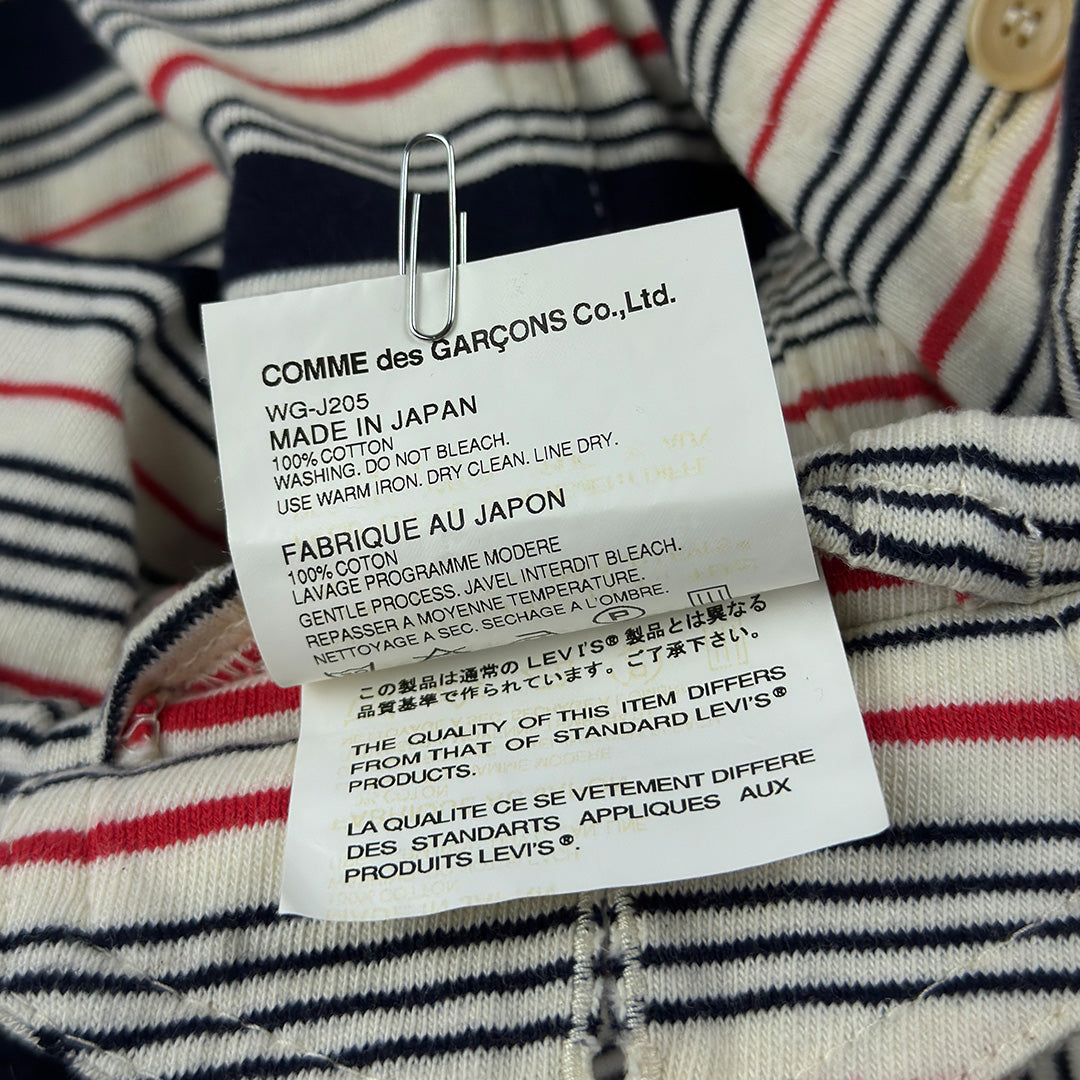 COMME des GARÇONS Co.,Ltd.
WG-J205
MADE IN JAPAN
100% COTTON
WASHING. DO NOT BLEACH.
USE WARM IRON. DRY CLEAN. LINE DRY.
FABRIQUE AU JAPON
100% COTON
LAVAGE PROGRAMME MODERE
GENTLE PROCESS. JAVEL INTERDIT BLEACH.
REPASSER A MOYENNE TEMPERATURE.
NETTOYAGE A SEC. SECHAGE A L'OMBRE.
この製品は通常の LEVI'S® 製品とは異なる
品質基準で作られています。ご了承下さい。
THE QUALITY OF THIS ITEM DIFFERS
FROM THAT OF STANDARD LEVI'S®
PRODUCTS.
LA QUALITE CE SE VETEMENT DIFFERE
DES STANDARTS APPLIQUES AUX
PRODUITS LEVI'S®.